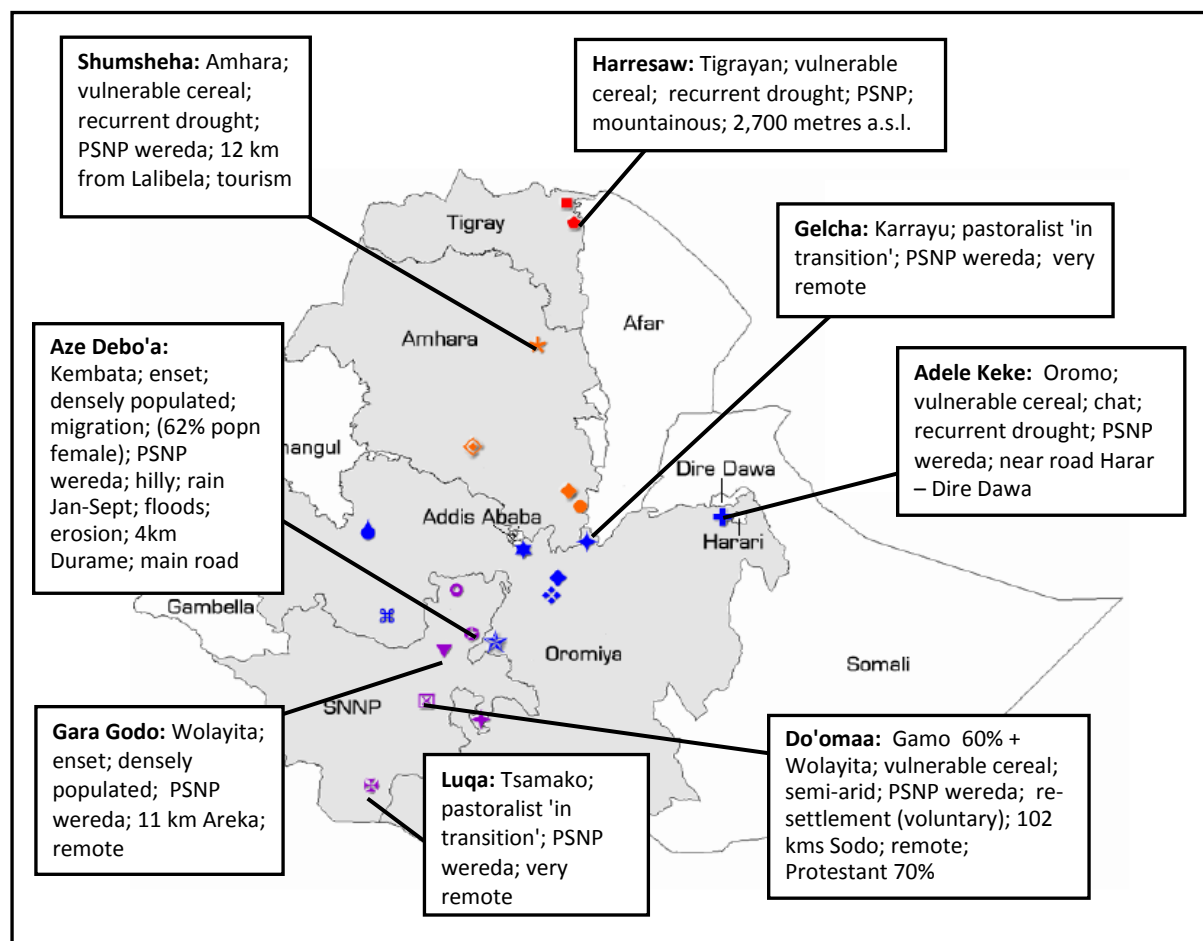 Shumsheha: Amhara;
vulnerable cereal;
recurrent drought;
PSNP wereda; 12 km
from Lalibela; tourism
Harresaw: Tigrayan; vulnerable
cereal; recurrent drought; PSNP;
mountainous; 2,700 metres a.s.l.
Gelcha: Karrayu; pastoralist 'in
transition'; PSNP wereda; very
remote
Aze Debo'a:
Kembata; enset;
densely populated;
migration; (62% popn
female); PSNP
wereda; hilly; rain
Jan-Sept; floods;
erosion; 4km
Durame; main road
Adele Keke: Oromo;
vulnerable cereal; chat;
recurrent drought; PSNP
wereda; near road Harar
– Dire Dawa
Tigray
Afar
Amhara
nangul
Dire Dawa
Addis Ababa
Harari
Gambella
Oromiya
Somali
SNNP
Gara Godo: Wolayita;
enset; densely
populated; PSNP
wereda; 11 km Areka;
remote
Luqa: Tsamako;
pastoralist 'in
transition'; PSNP
wereda; very
remote
Do'omaa: Gamo 60% +
Wolayita; vulnerable cereal;
semi-arid; PSNP wereda; re-
settlement (voluntary); 102
kms Sodo; remote;
Protestant 70%